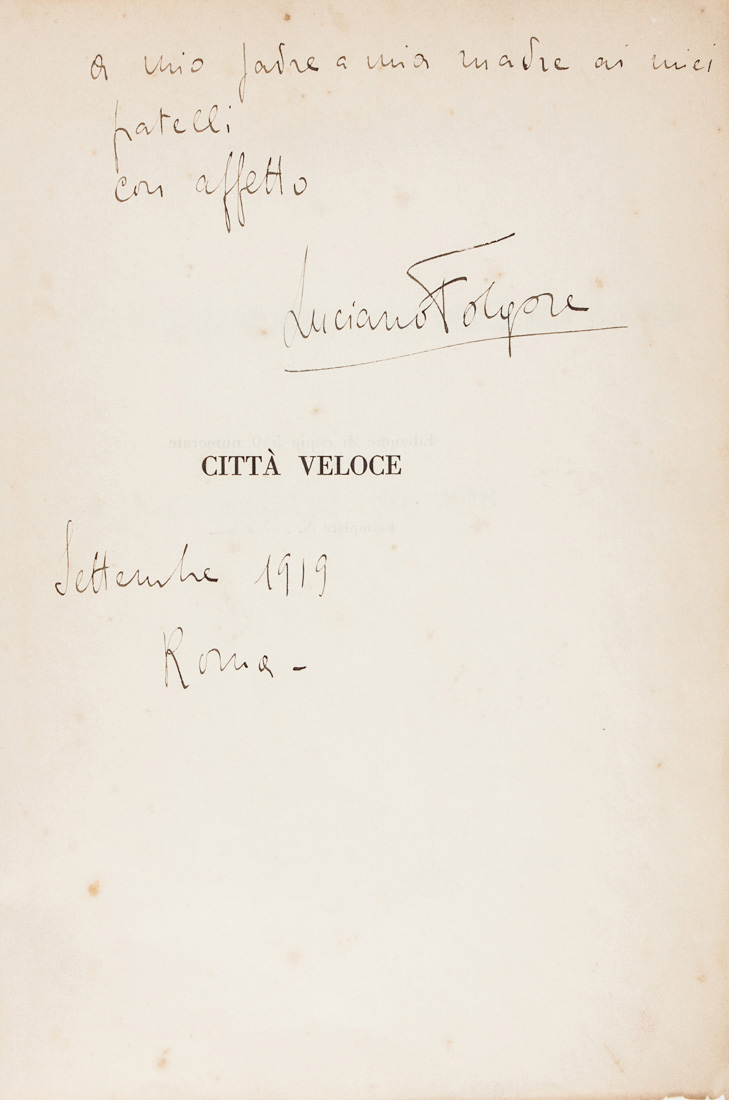 a mio padre a mia madre ai miei
fratelli
con affetto
Luciano Folgore
CITTÀ VELOCE
Settembre 1919
Roma -